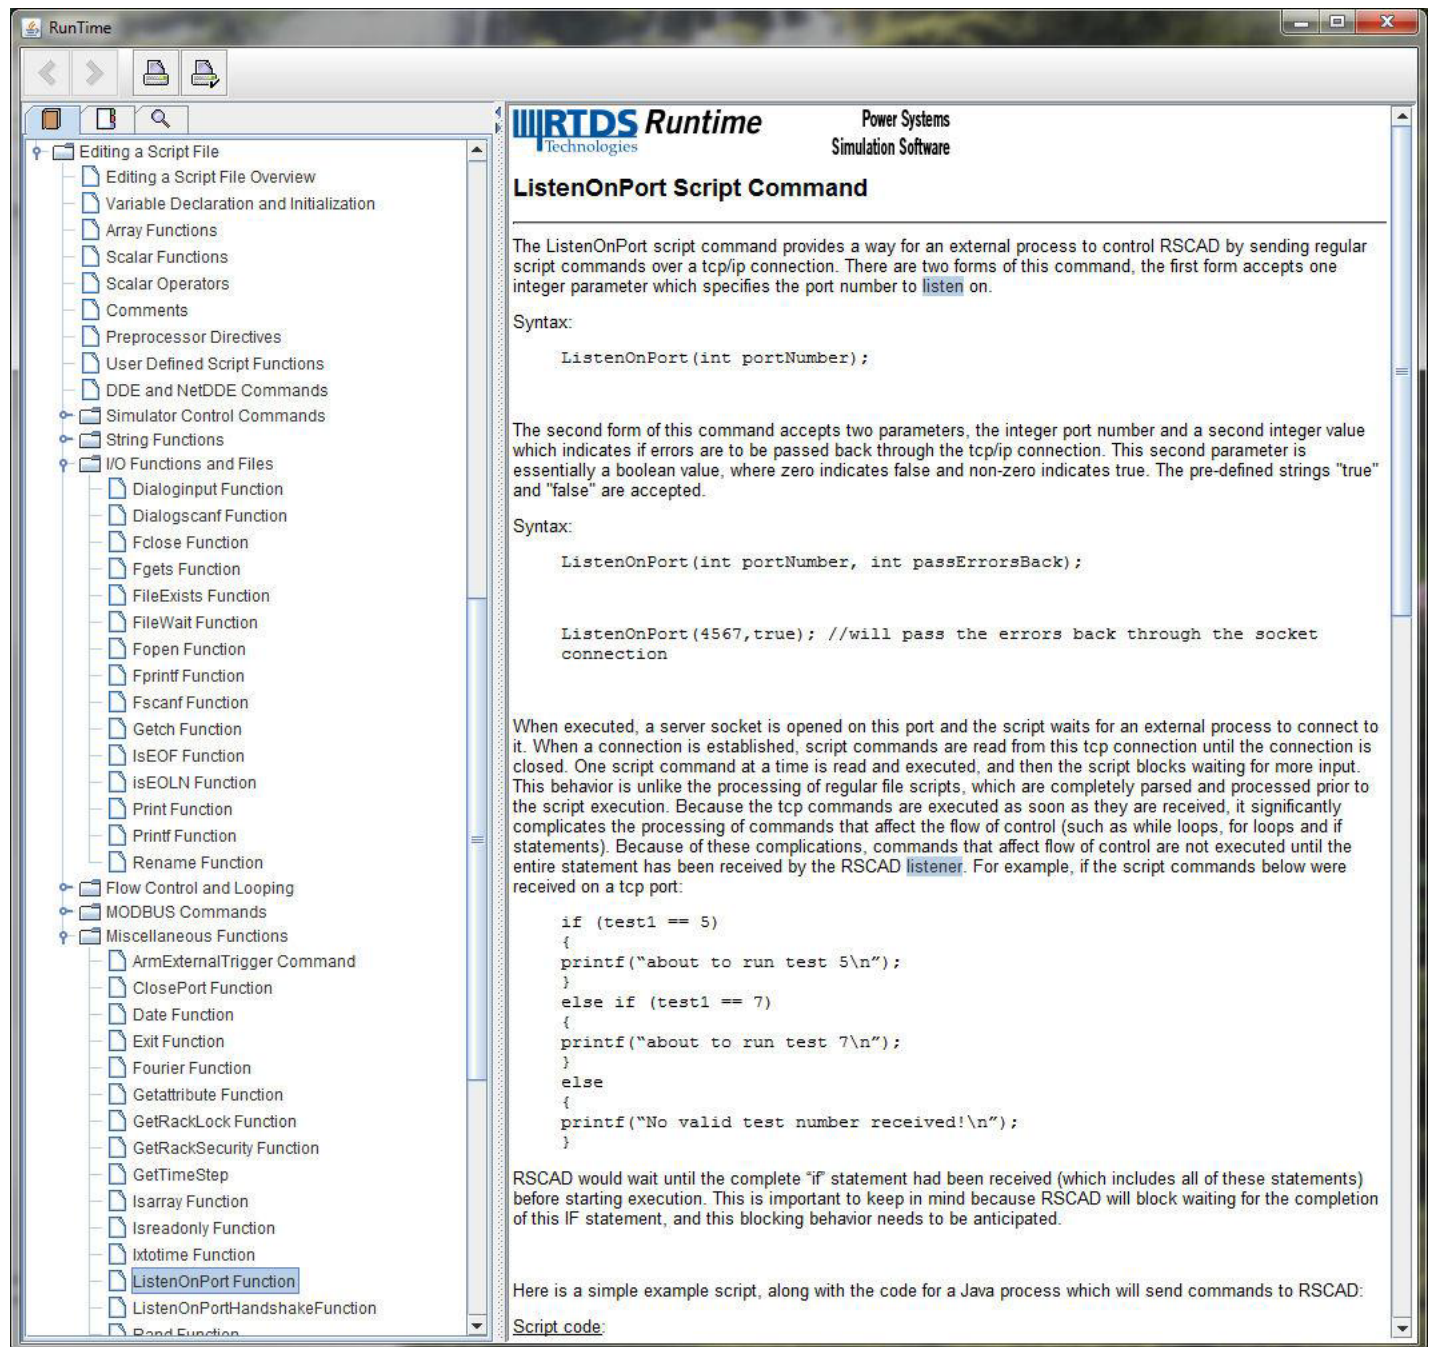 RunTime
Editing a Script File
Editing a Script File Overview
Variable Declaration and Initialization
Array Functions
Scalar Functions
Scalar Operators
Comments
Preprocessor Directives
User Defined Script Functions
DDE and NetDDE Commands
Simulator Control Commands
String Functions
I/O Functions and Files
Dialoginput Function
Dialogscanf Function
Fclose Function
Fgets Function
FileExists Function
FileWait Function
Fopen Function
Fprintf Function
Fscanf Function
Getch Function
IsEOF Function
isEOLN Function
Print Function
Printf Function
Rename Function
Flow Control and Looping
MODBUS Commands
Miscellaneous Functions
ArmExternalTrigger Command
ClosePort Function
Date Function
Exit Function
Fourier Function
Getattribute Function
GetRackLock Function
GetRackSecurity Function
GetTimeStep
Isarray Function
Isreadonly Function
Ixtotime Function
ListenOnPort Function
ListenOnPortHandshakeFunction
Rand Function
RTDS Runtime Power Systems
Technologies Simulation Software
ListenOnPort Script Command
The ListenOnPort script command provides a way for an external process to control RSCAD by sending regular
script commands over a tcp/ip connection. There are two forms of this command, the first form accepts one
integer parameter which specifies the port number to listen on.
Syntax:
ListenOnPort(int portNumber);
The second form of this command accepts two parameters, the integer port number and a second integer value
which indicates if errors are to be passed back through the tcp/ip connection. This second parameter is
essentially a boolean value, where zero indicates false and non-zero indicates true. The pre-defined strings "true"
and "false" are accepted.
Syntax:
ListenOnPort(int portNumber, int passErrorsBack);
ListenOnPort(4567,true); //will pass the errors back through the socket
connection
When executed, a server socket is opened on this port and the script waits for an external process to connect to
it. When a connection is established, script commands are read from this tcp connection until the connection is
closed. One script command at a time is read and executed, and then the script blocks waiting for more input.
This behavior is unlike the processing of regular file scripts, which are completely parsed and processed prior to
the script execution. Because the tcp commands are executed as soon as they are received, it significantly
complicates the processing of commands that affect the flow of control (such as while loops, for loops and if
statements). Because of these complications, commands that affect flow of control are not executed until the
entire statement has been received by the RSCAD listener. For example, if the script commands below were
received on a tcp port:
if (test1 == 5)
{
printf(“about to run test 5\n”);
}
else if (test1 == 7)
{
printf(“about to run test 7\n”);
}
else
{
printf(“No valid test number received!\n”);
}
RSCAD would wait until the complete “if” statement had been received (which includes all of these statements)
before starting execution. This is important to keep in mind because RSCAD will block waiting for the completion
of this IF statement, and this blocking behavior needs to be anticipated.
Here is a simple example script, along with the code for a Java process which will send commands to RSCAD:
Script code: